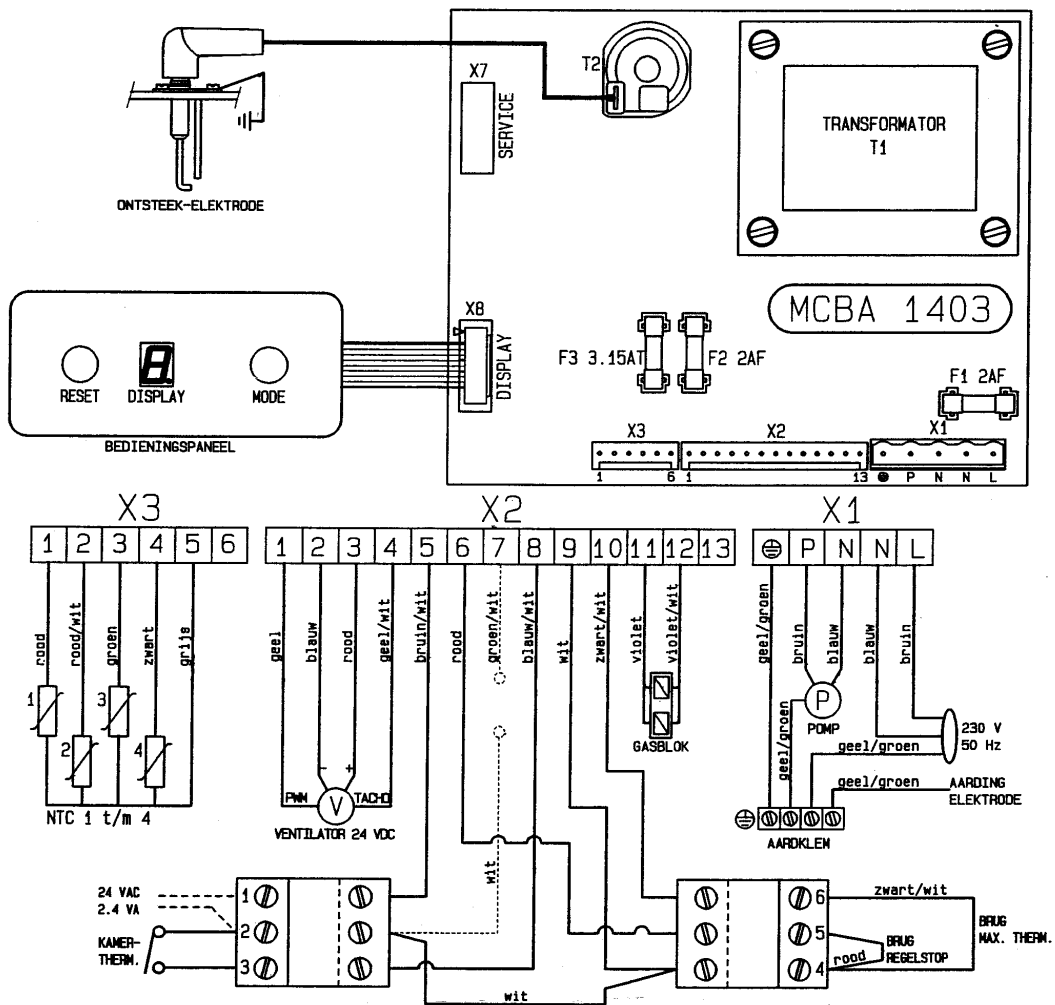 T2
X7
SERVICE
TRANSFORMATOR
T1
ONTSTEEK-ELEKTRODE
MCBA 1403
X8
DISPLAY
F3 3.15AT
F2 2AF
F1 2AF
RESET
DISPLAY
MODE
BEDIENINGSPANEEL
X3
X2
X1
1 6
1 13
P N N L
X3
X2
X1
1 2 3 4 5 6
1 2 3 4 5 6 7 8 9 10 11 12 13
P N N L
rood
rood/wit
groen
zwart
grijs
geel
blauw
rood
geel/wit
bruin/wit
rood
groen/wit
blauw/wit
wit
zwart/wit
violet
violet/wit
geel/groen
bruin
blauw
blauw
bruin
1
2
3
4
NTC 1 t/m 4
PWM
-
+
V
TACHO
VENTILATOR 24 VDC
GASBLOK
P
POMP
geel/groen
geel/groen
230 V
50 Hz
geel/groen
AARDING
ELEKTRODE
AARDKLEM
wit
24 VAC
2.4 VA
KAMER-
THERM.
1
2
3
wit
6
5
4
zwart/wit
rood
BRUG
REGELSTOP
BRUG
MAX. THERM.